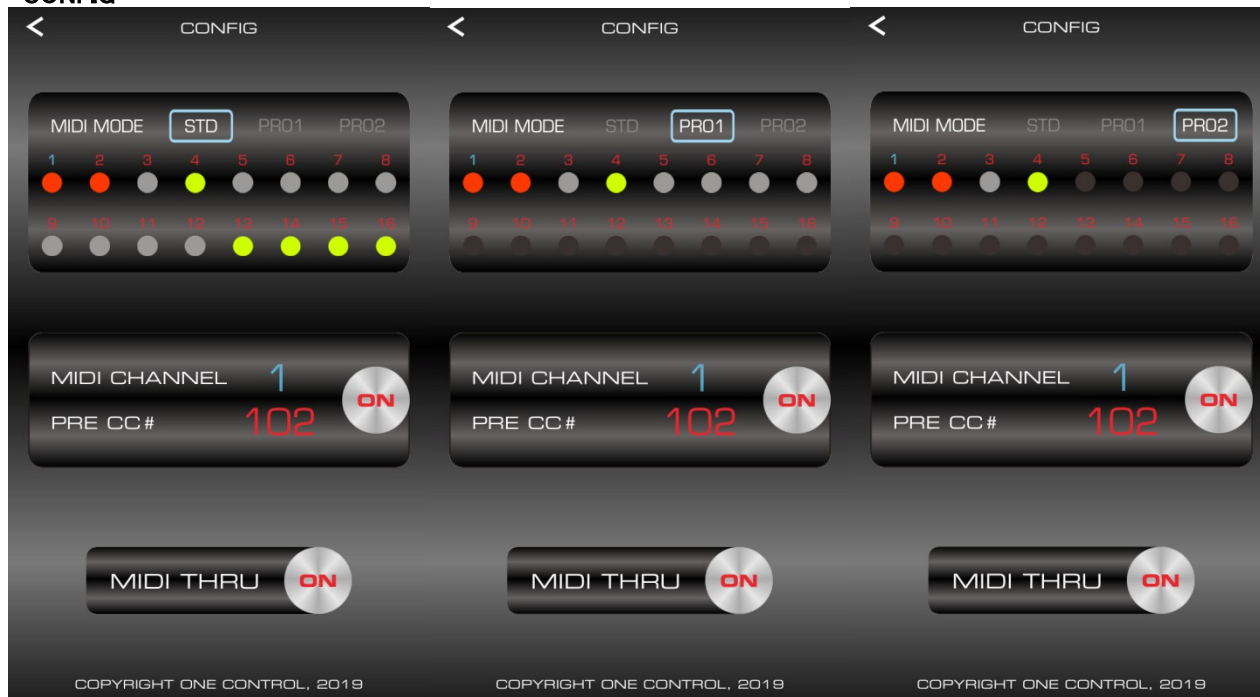 CONFIG
CONFIG
MIDI MODE STD PRO1 PRO2
1 2 3 4 5 6 7 8
9 10 11 12 13 14 15 16
MIDI CHANNEL 1
PRE CC# 102
ON
MIDI THRU ON
COPYRIGHT ONE CONTROL, 2019
CONFIG
MIDI MODE STD PRO1 PRO2
1 2 3 4 5 6 7 8
9 10 11 12 13 14 15 16
MIDI CHANNEL 1
PRE CC# 102
ON
MIDI THRU ON
COPYRIGHT ONE CONTROL, 2019
CONFIG
MIDI MODE STD PRO1 PRO2
1 2 3 4 5 6 7 8
9 10 11 12 13 14 15 16
MIDI CHANNEL 1
PRE CC# 102
ON
MIDI THRU ON
COPYRIGHT ONE CONTROL, 2019